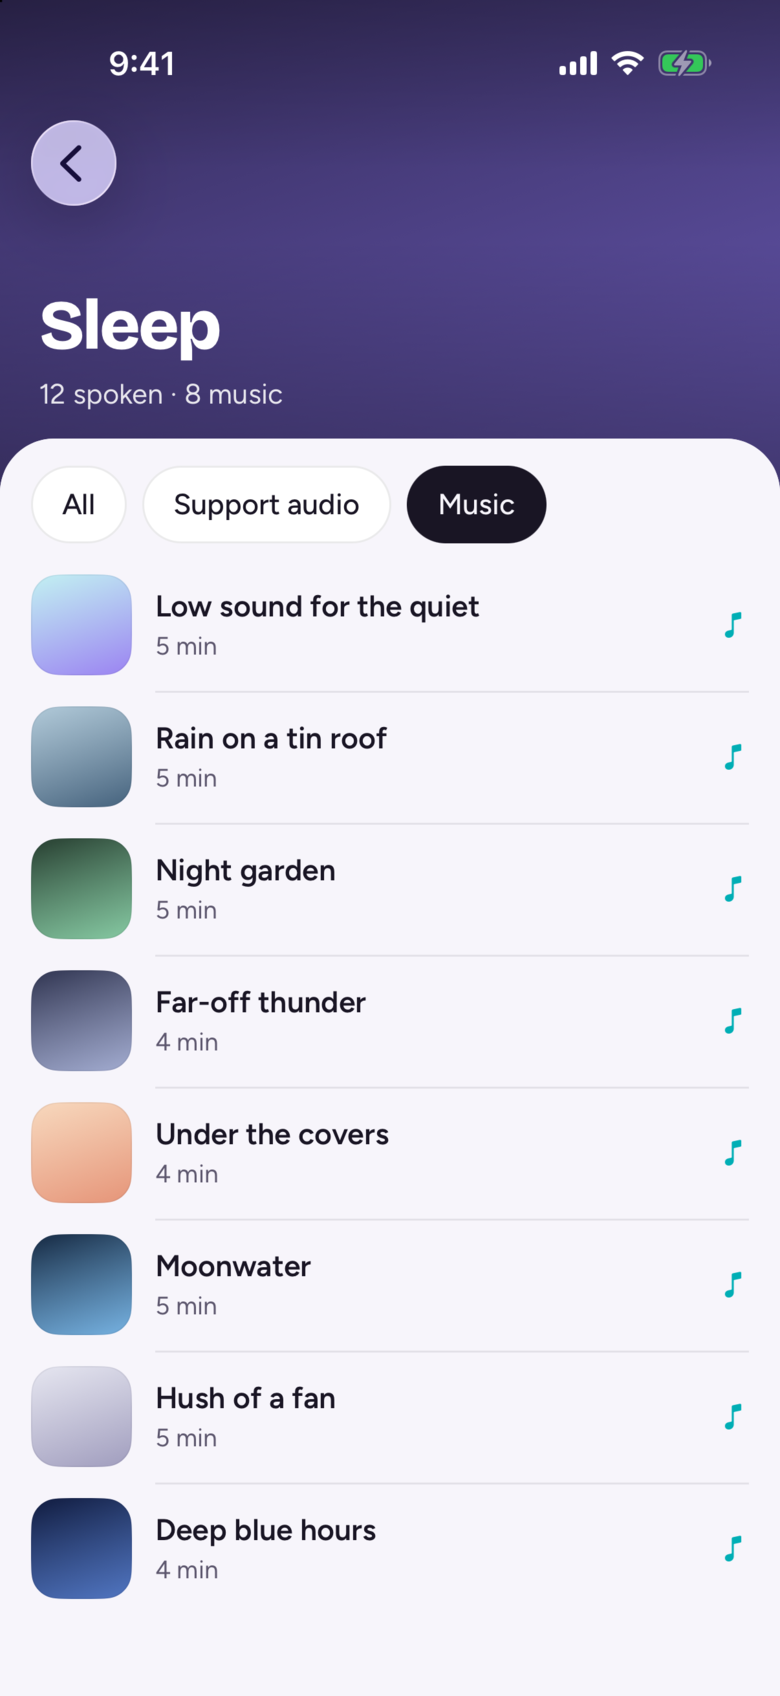 9:41
Sleep
12 spoken · 8 music
All
Support audio
Music
Low sound for the quiet
5 min
Rain on a tin roof
5 min
Night garden
5 min
Far-off thunder
4 min
Under the covers
4 min
Moonwater
5 min
Hush of a fan
5 min
Deep blue hours
4 min